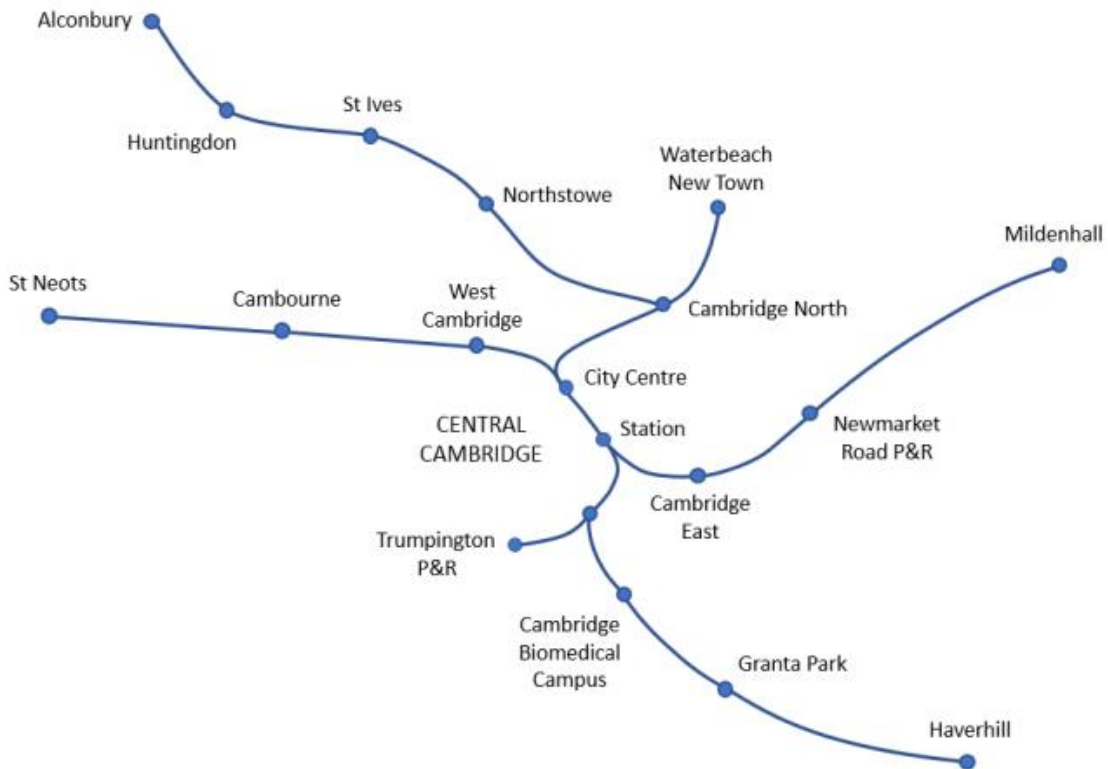 Alconbury
St Ives
Huntingdon
Waterbeach
New Town
Northstowe
Mildenhall
St Neots
Cambourne
West
Cambridge
Cambridge North
City Centre
CENTRAL
CAMBRIDGE
Station
Newmarket
Road P&R
Cambridge
East
Trumpington
P&R
Cambridge
Biomedical
Campus
Granta Park
Haverhill